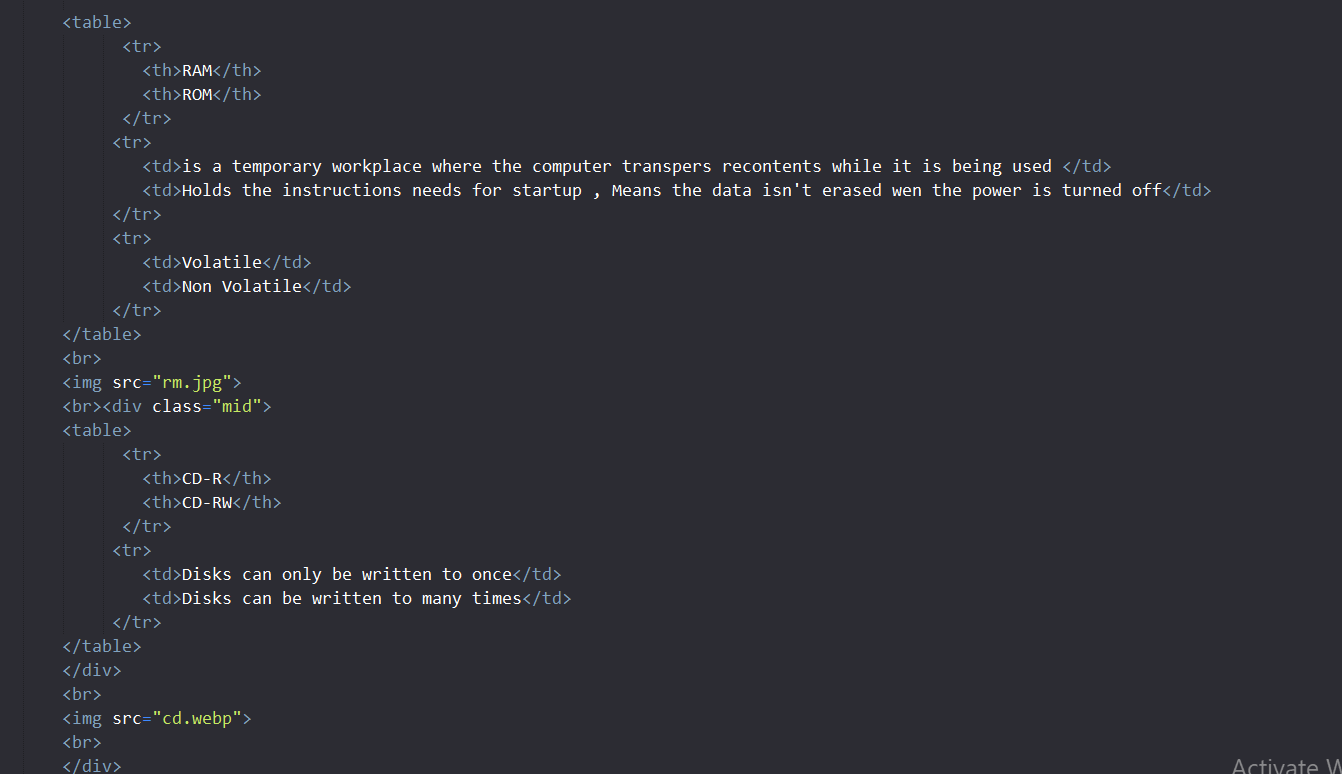 <table>
<tr>
<th>RAM</th>
<th>ROM</th>
</tr>
<tr>
<td>is a temporary workplace where the computer transpers recontents while it is being used </td>
<td>Holds the instructions needs for startup , Means the data isn't erased wen the power is turned off</td>
</tr>
<tr>
<td>Volatile</td>
<td>Non Volatile</td>
</tr>
</table>
<br>
<img src="rm.jpg">
<br><div class="mid">
<table>
<tr>
<th>CD-R</th>
<th>CD-RW</th>
</tr>
<tr>
<td>Disks can only be written to once</td>
<td>Disks can be written to many times</td>
</tr>
</table>
</div>
<br>
<img src="cd.webp">
<br>
</div>
Activate W